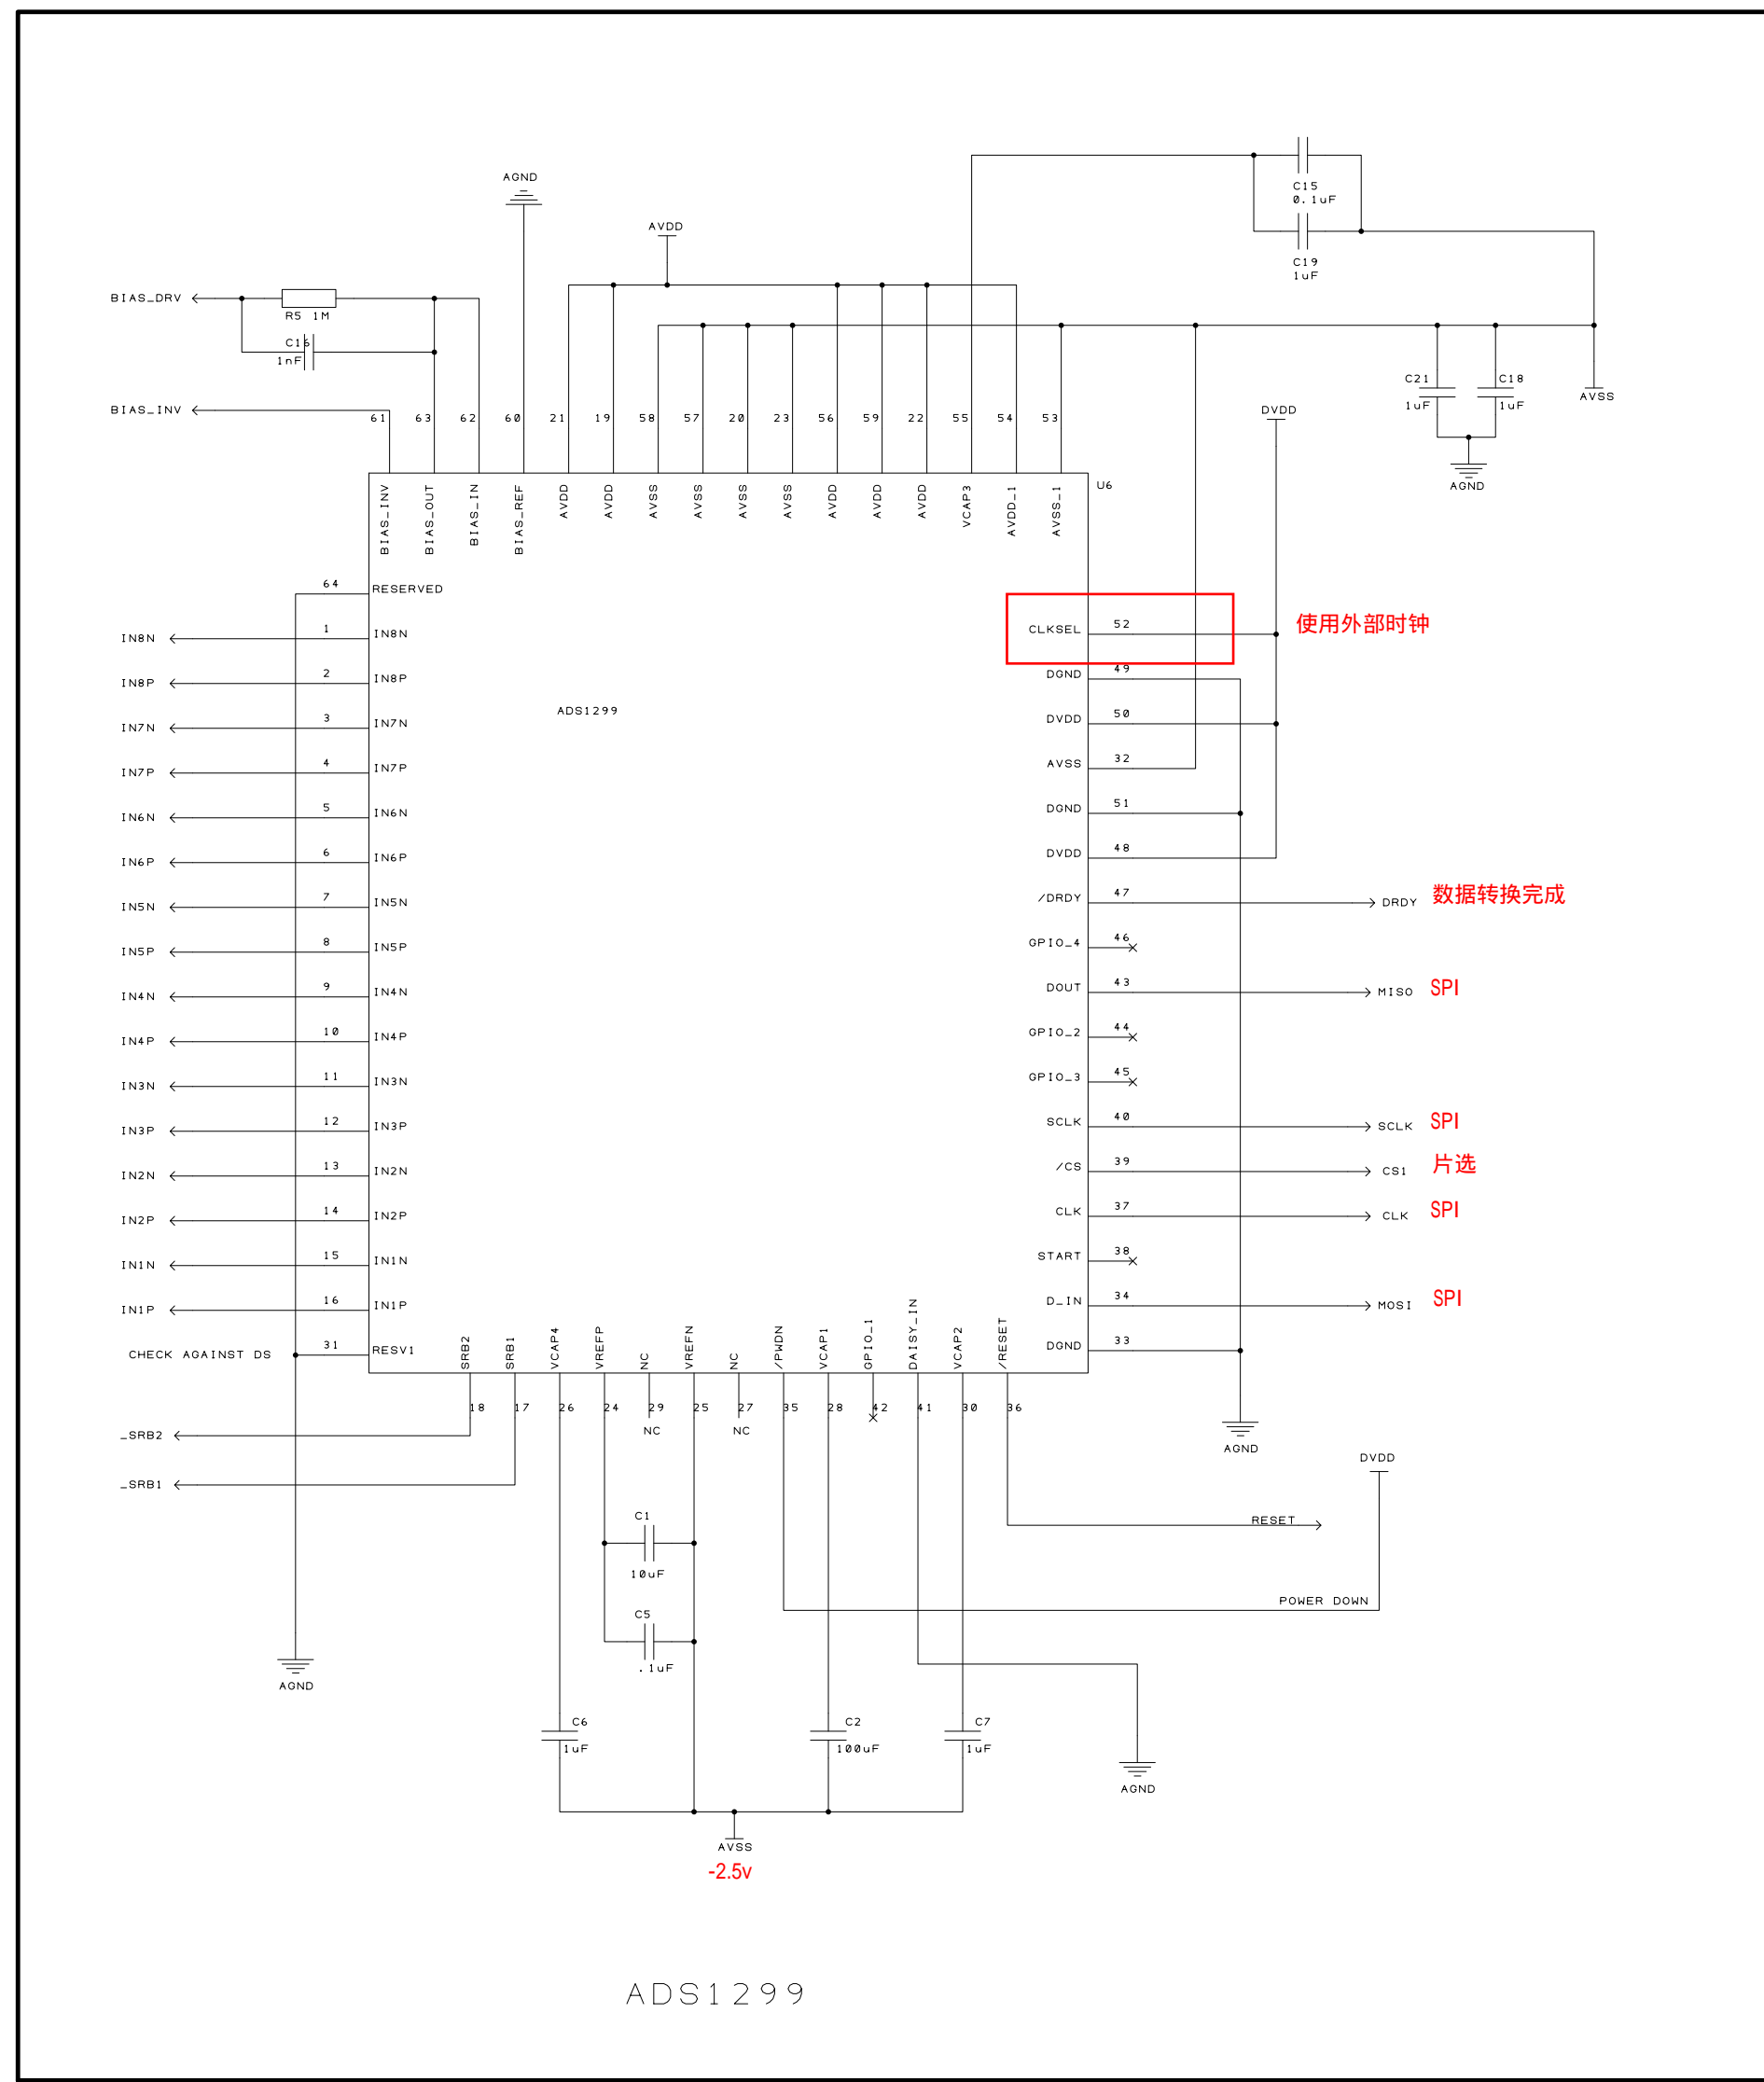 C15
0.1uF
C19
1uF
AGND
AVDD
BIAS_DRV
R5 1M
C16
1nF
BIAS_INV
C21
1uF
C18
1uF
AVSS
AGND
DVDD
61 63 62 60 21 19 58 57 20 23 56 59 22 55 54 53
U6
BIAS_INV
BIAS_OUT
BIAS_IN
BIAS_REF
AVDD
AVDD
AVSS
AVSS
AVSS
AVSS
AVDD
AVDD
AVDD
VCAP3
AVDD_1
AVSS_1
64 RESERVED
IN8N 1 IN8N
IN8P 2 IN8P
IN7N 3 IN7N
IN7P 4 IN7P
IN6N 5 IN6N
IN6P 6 IN6P
IN5N 7 IN5N
IN5P 8 IN5P
IN4N 9 IN4N
IN4P 10 IN4P
IN3N 11 IN3N
IN3P 12 IN3P
IN2N 13 IN2N
IN2P 14 IN2P
IN1N 15 IN1N
IN1P 16 IN1P
CHECK AGAINST DS 31 RESV1
ADS1299
CLKSEL 52 使用外部时钟
DGND 49
DVDD 50
AVSS 32
DGND 51
DVDD 48
/DRDY 47 DRDY 数据转换完成
GPIO_4 46
DOUT 43 MISO SPI
GPIO_2 44
GPIO_3 45
SCLK 40 SCLK SPI
/CS 39 CS1 片选
CLK 37 CLK SPI
START 38
D_IN 34 MOSI SPI
DGND 33
SRB2
SRB1
VCAP4
VREFP
NC
VREFN
NC
/PWDN
VCAP1
GPIO_1
DAISY_IN
VCAP2
/RESET
18 17 26 24 29 25 27 35 28 42 41 30 36
NC
NC
_SRB2
_SRB1
AGND
DVDD
C1
10uF
RESET
POWER DOWN
C5
.1uF
AGND
C6
1uF
C2
100uF
C7
1uF
AGND
AVSS
-2.5v
ADS1299